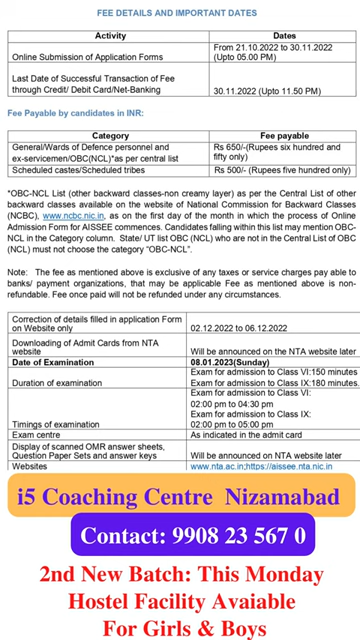 FEE DETAILS AND IMPORTANT DATES
Activity Dates
Online Submission of Application Forms From 21.10.2022 to 30.11.2022
(Upto 05.00 PM)
Last Date of Successful Transaction of Fee
through Credit/ Debit Card/Net-Banking 30.11.2022 (Upto 11.50 PM)
Fee Payable by candidates in INR:
Category Fee payable
General/Wards of Defence personnel and Rs 650/-(Rupees six hundred and
ex-servicemen/OBC(NCL)*as per central list fifty only)
Scheduled castes/Scheduled tribes Rs 500/- (Rupees five hundred only)
*OBC-NCL List (other backward classes-non creamy layer) as per the Central List of other
backward classes available on the website of National Commission for Backward Classes
(NCBC), www.ncbc.nic.in, as on the first day of the month in which the process of Online
Admission Form for AISSEE commences. Candidates falling within this list may mention OBC-
NCL in the Category column. State/ UT list OBC (NCL) who are not in the Central List of OBC
(NCL) must not choose the category "OBC-NCL".
Note: The fee as mentioned above is exclusive of any taxes or service charges pay able to
banks/ payment organizations, that may be applicable Fee as mentioned above is non-
refundable. Fee once paid will not be refunded under any circumstances.
Correction of details filled in application Form
on Website only 02.12.2022 to 06.12.2022
Downloading of Admit Cards from NTA
website Will be announced on the NTA website later
Date of Examination 08.01.2023(Sunday)
Exam for admission to Class VI:150 minutes
Duration of examination Exam for admission to Class IX:180 minutes.
Exam for admission to Class VI:
02:00 pm to 04:30 pm
Exam for admission to Class IX:
Timings of examination 02:00 pm to 05:00 pm
Exam centre As indicated in the admit card
Display of scanned OMR answer sheets,
Question Paper Sets and answer keys Will be announced on NTA website later
Websites www.nta.ac.in;https://aissee.nta.nic.in
i5 Coaching Centre Nizamabad
Contact: 9908 23 567 0
2nd New Batch: This Monday
Hostel Facility Avaiable
For Girls & Boys